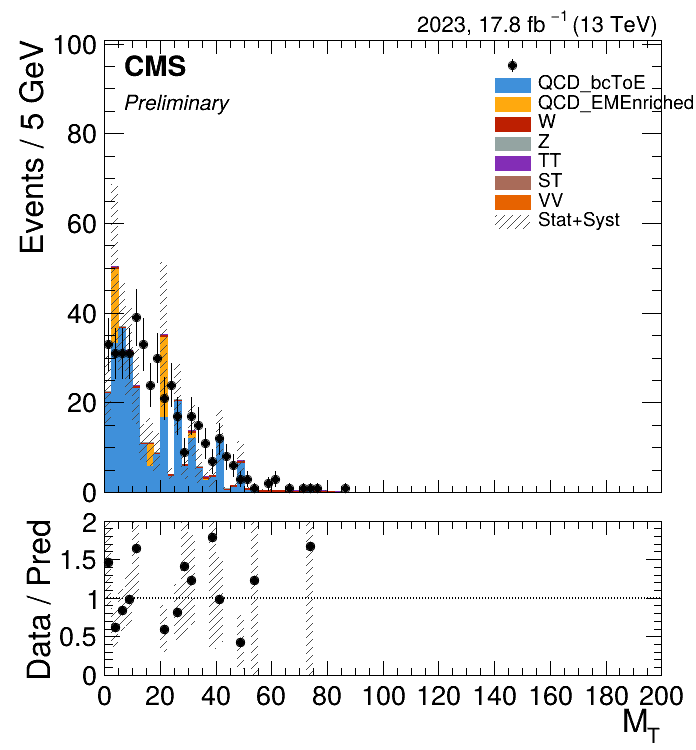 2023, 17.8 fb⁻¹ (13 TeV)
CMS
Preliminary
Events / 5 GeV
100
80
60
40
20
0
QCD_bcToE
QCD_EMEnriched
W
Z
TT
ST
VV
Stat+Syst
Data / Pred
2
1.5
1
0.5
0
0 20 40 60 80 100 120 140 160 180 200
M_T